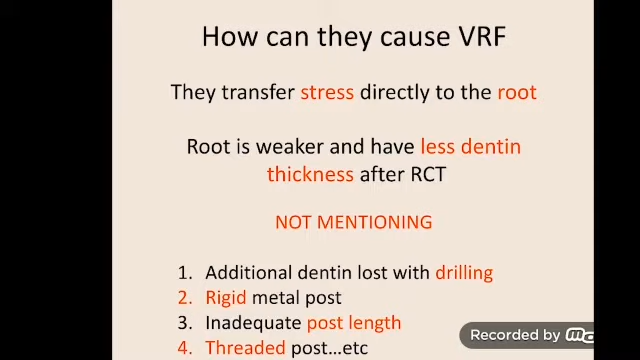 How can they cause VRF
They transfer stress directly to the root
Root is weaker and have less dentin
thickness after RCT
NOT MENTIONING
1. Additional dentin lost with drilling
2. Rigid metal post
3. Inadequate post length
4. Threaded post...etc
Recorded by